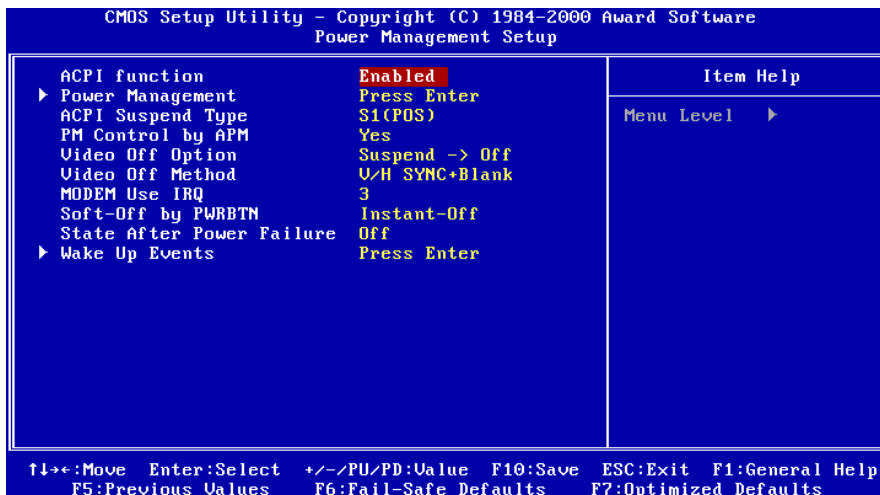 CMOS Setup Utility - Copyright (C) 1984-2000 Award Software
Power Management Setup
ACPI function Enabled
Power Management Press Enter
ACPI Suspend Type S1(POS)
PM Control by APM Yes
Video Off Option Suspend -> Off
Video Off Method V/H SYNC+Blank
MODEM Use IRQ 3
Soft-Off by PWRBTN Instant-Off
State After Power Failure Off
Wake Up Events Press Enter
Item Help
Menu Level
↑↓→←:Move Enter:Select +/-/PU/PD:Value F10:Save ESC:Exit F1:General Help
F5:Previous Values F6:Fail-Safe Defaults F7:Optimized Defaults